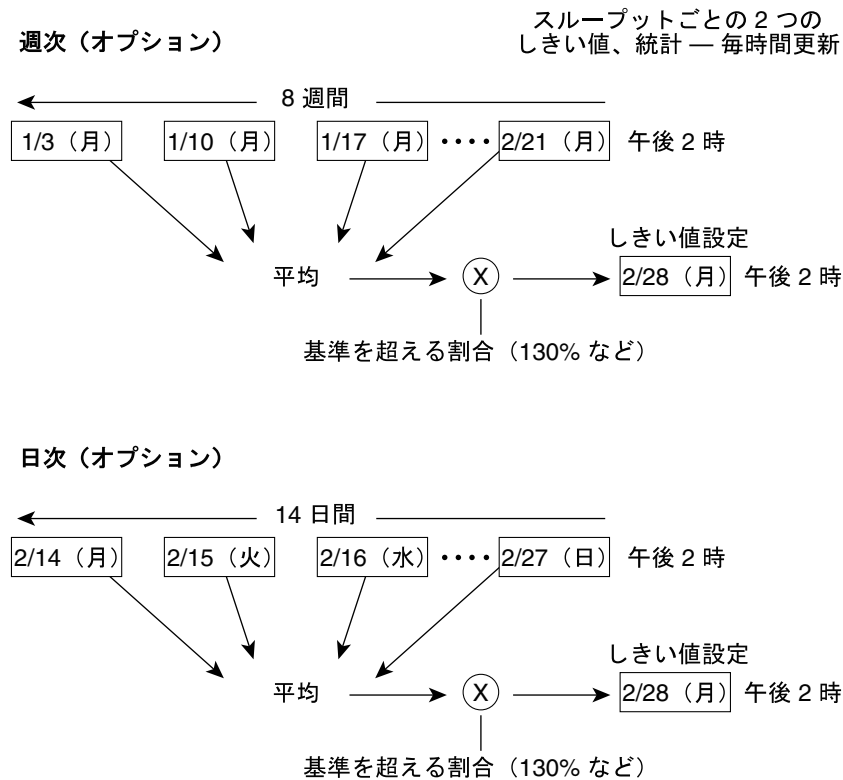 週次（オプション）
スループットごとの 2 つの
しきい値、統計 — 毎時間更新
8 週間
1/3（月） 1/10（月） 1/17（月） ････ 2/21（月） 午後 2 時
しきい値設定
平均 X 2/28（月） 午後 2 時
基準を超える割合（130% など）
日次（オプション）
14 日間
2/14（月） 2/15（火） 2/16（水） ････ 2/27（日） 午後 2 時
しきい値設定
平均 X 2/28（月） 午後 2 時
基準を超える割合（130% など）